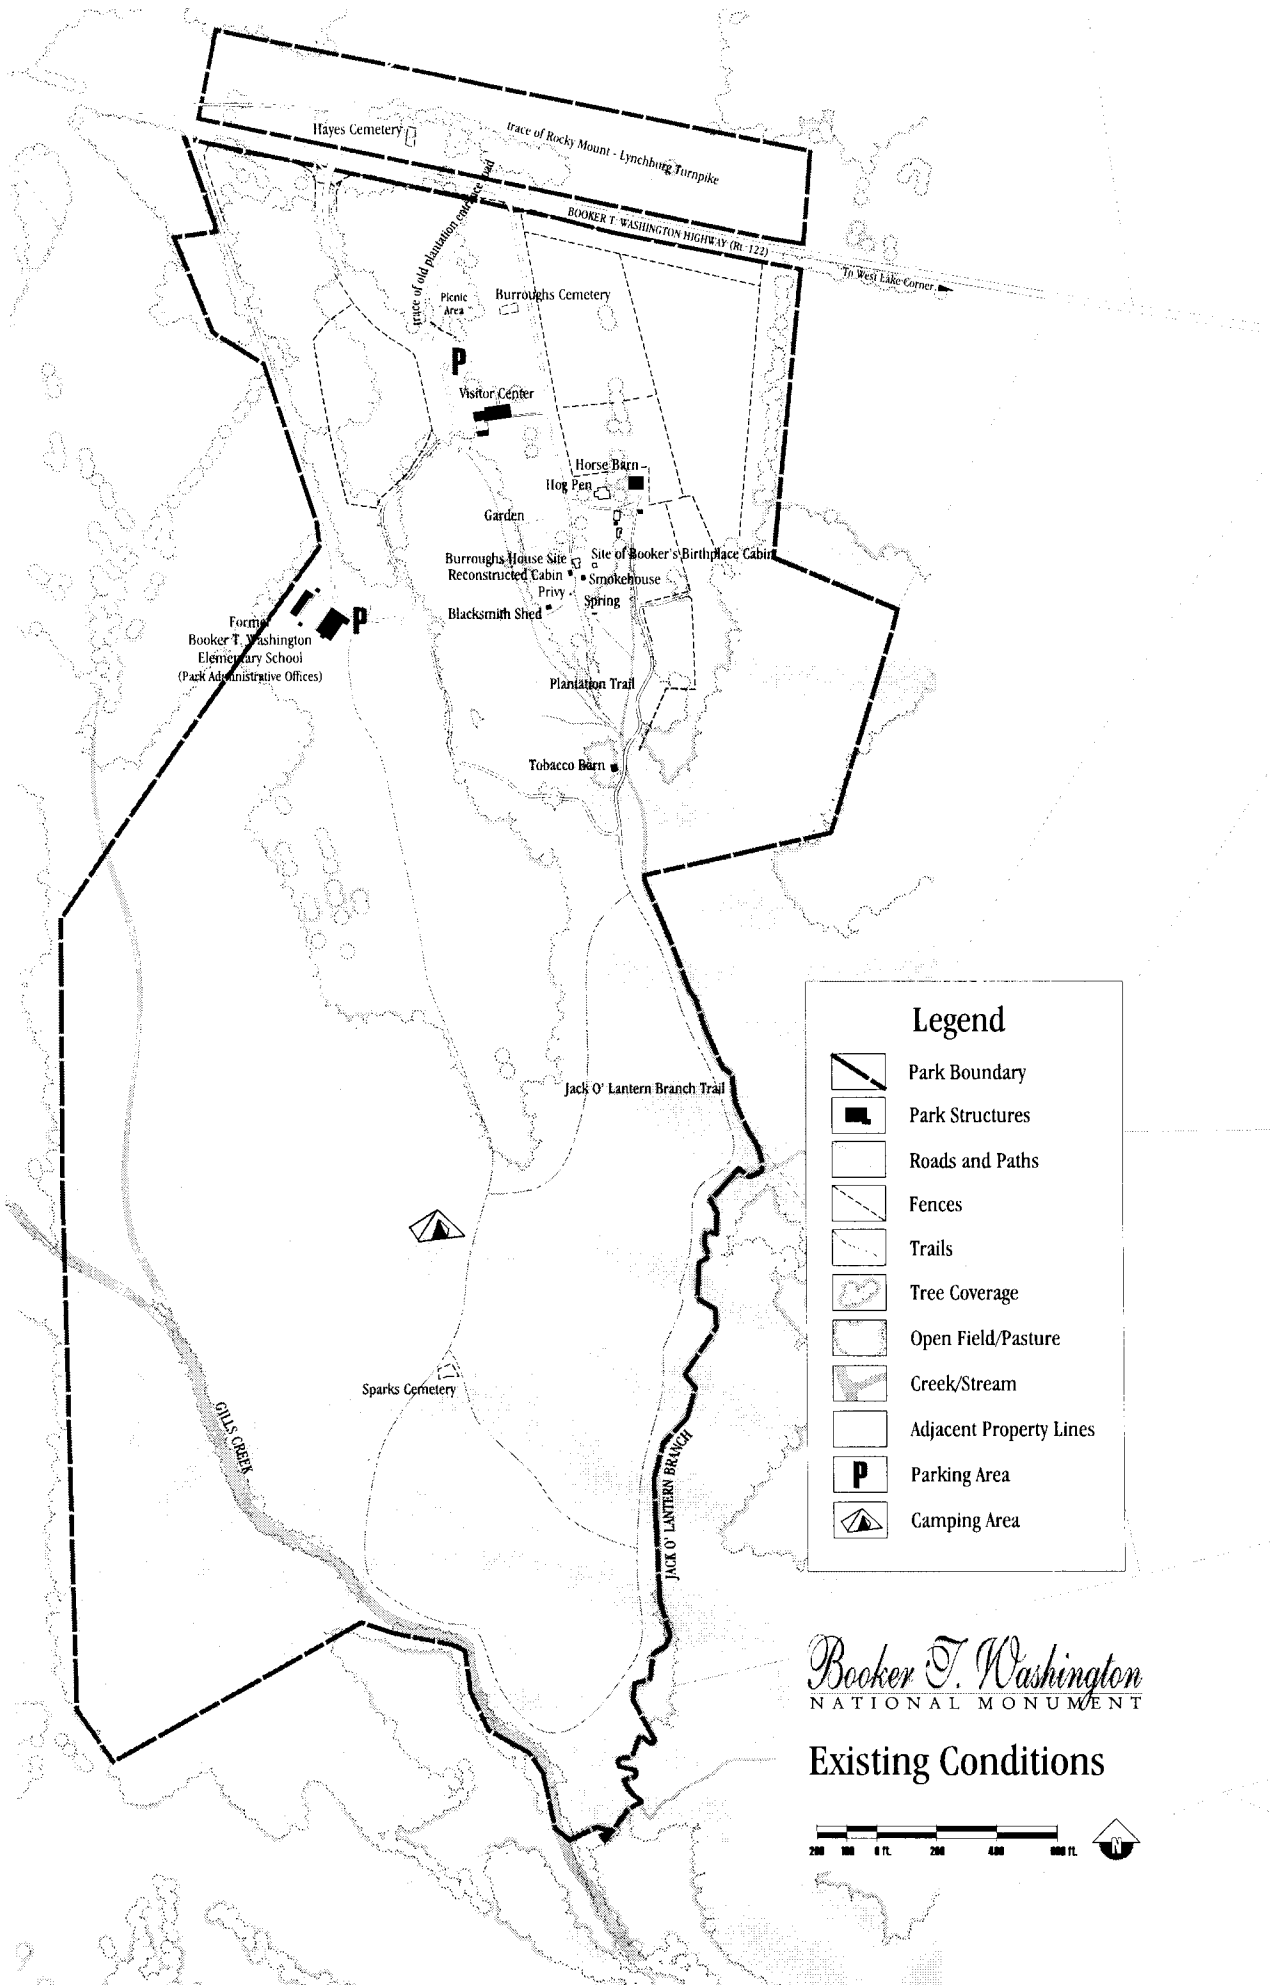 Hayes Cemetery
trace of Rocky Mount - Lynchburg Turnpike
trace of old plantation entrance road
BOOKER T. WASHINGTON HIGHWAY (Rt. 122)
To West Lake Corner
Picnic
Area
Burroughs Cemetery
P
Visitor Center
Horse Barn
Hog Pen
Garden
Burroughs House Site
Site of Booker's Birthplace Cabin
Reconstructed Cabin
Smokehouse
Privy
Spring
Blacksmith Shed
P
Former
Booker T. Washington
Elementary School
(Park Administrative Offices)
Plantation Trail
Tobacco Barn
Jack O' Lantern Branch Trail
Sparks Cemetery
GILLS CREEK
JACK O' LANTERN BRANCH
Legend
Park Boundary
Park Structures
Roads and Paths
Fences
Trails
Tree Coverage
Open Field/Pasture
Creek/Stream
Adjacent Property Lines
P Parking Area
Camping Area
Booker T. Washington
NATIONAL MONUMENT
Existing Conditions
200 100 0 ft. 200 400 600 ft.
N